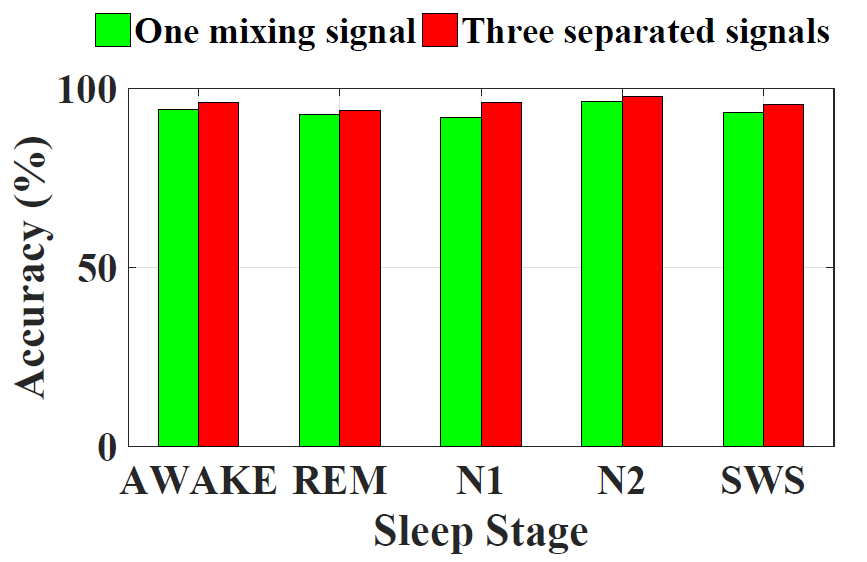 One mixing signal Three separated signals
100
50
0
Accuracy (%)
AWAKE REM N1 N2 SWS
Sleep Stage